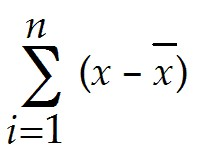 n
∑ (x – x̅)
i=1